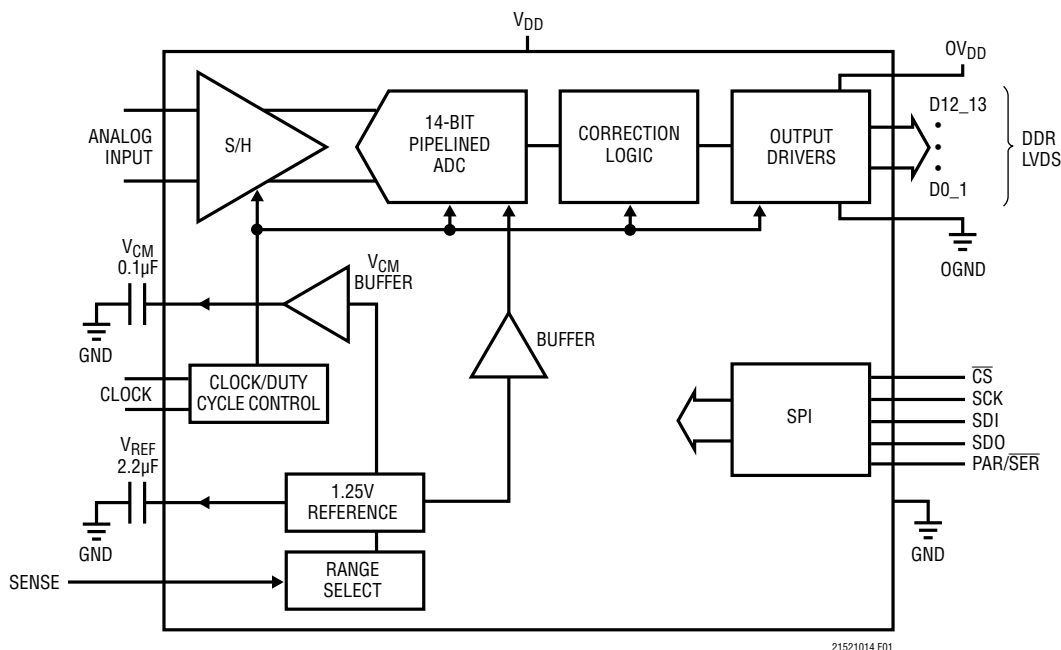 VDD
OVDD
ANALOG
INPUT
S/H
14-BIT
PIPELINED
ADC
CORRECTION
LOGIC
OUTPUT
DRIVERS
D12_13
•
•
•
D0_1
DDR
LVDS
OGND
VCM
0.1µF
GND
VCM
BUFFER
BUFFER
CLOCK
CLOCK/DUTY
CYCLE CONTROL
SPI
C̅S̅
SCK
SDI
SDO
PAR/S̅E̅R̅
VREF
2.2µF
GND
1.25V
REFERENCE
GND
SENSE
RANGE
SELECT
21521014 F01